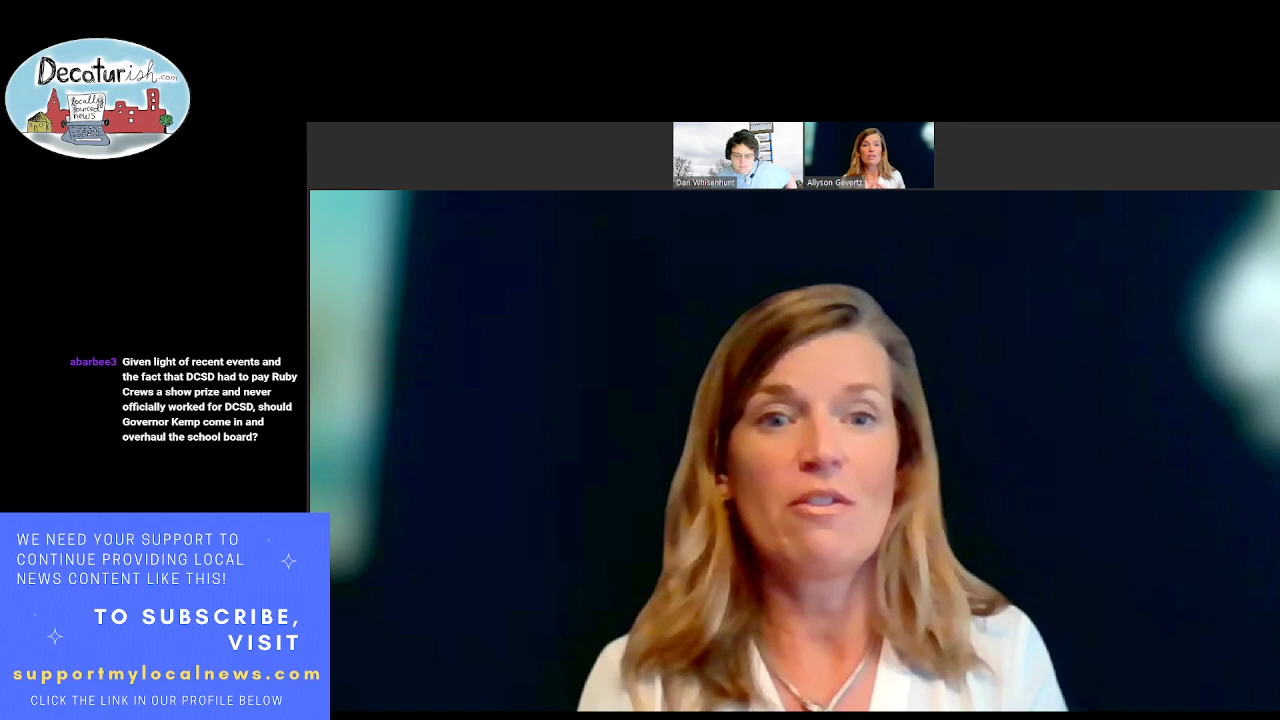 Decaturish.com
locally
sourced
news
Dan Whisenhunt
Allyson Gevertz
abarbee3 Given light of recent events and
the fact that DCSD had to pay Ruby
Crews a show prize and never
officially worked for DCSD, should
Governor Kemp come in and
overhaul the school board?
WE NEED YOUR SUPPORT TO
CONTINUE PROVIDING LOCAL
NEWS CONTENT LIKE THIS!
TO SUBSCRIBE,
VISIT
supportmylocalnews.com
CLICK THE LINK IN OUR PROFILE BELOW